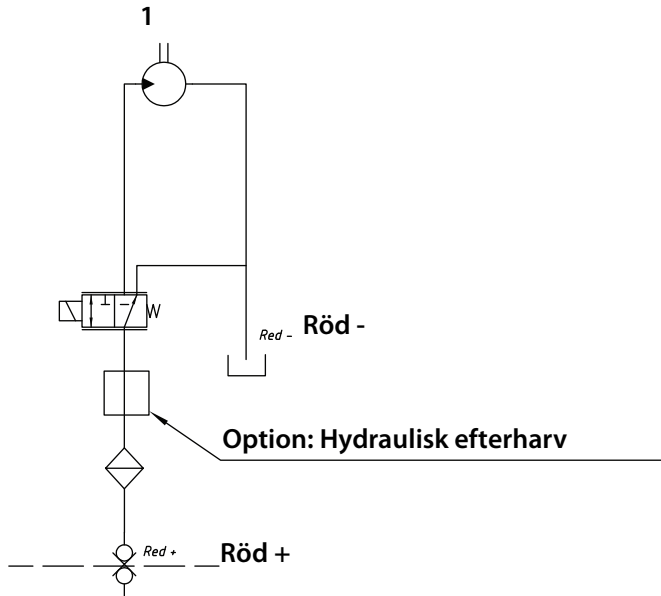 1
Red - Röd -
Option: Hydraulisk efterharv
Red + Röd +